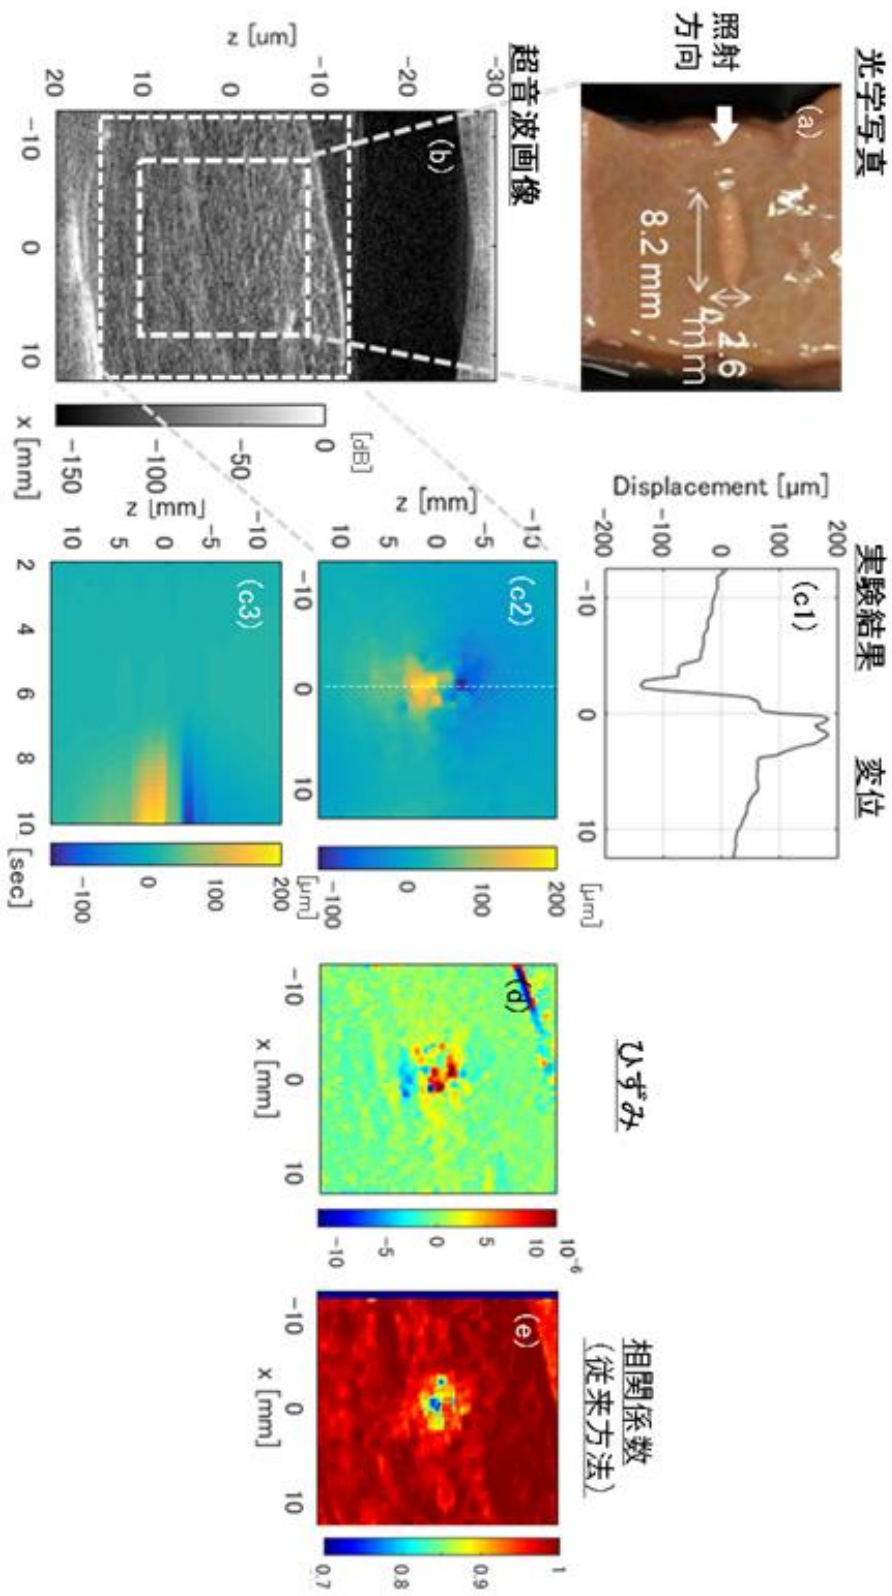 光学写真
照射
方向
(a)
8.2 mm
2.6
4 mm
mm
超音波画像
(b)
z [um]
-30
-20
-10
0
10
20
-10
0
10
x [mm]
[dB]
0
-50
-100
-150
実験結果
変位
(c1)
Displacement [μm]
200
100
0
-100
-200
-10
0
10
(c2)
z [mm]
-10
-5
0
5
10
-10
0
10
[μm]
200
100
0
-100
(c3)
z [mm]
-10
-5
0
5
10
2
4
6
8
10
[sec]
[μm]
200
100
0
-100
ひずみ
(d)
-10
0
10
x [mm]
10-6
10
5
0
-5
-10
相関係数
(従来方法)
(e)
-10
0
10
x [mm]
1
0.9
0.8
0.7